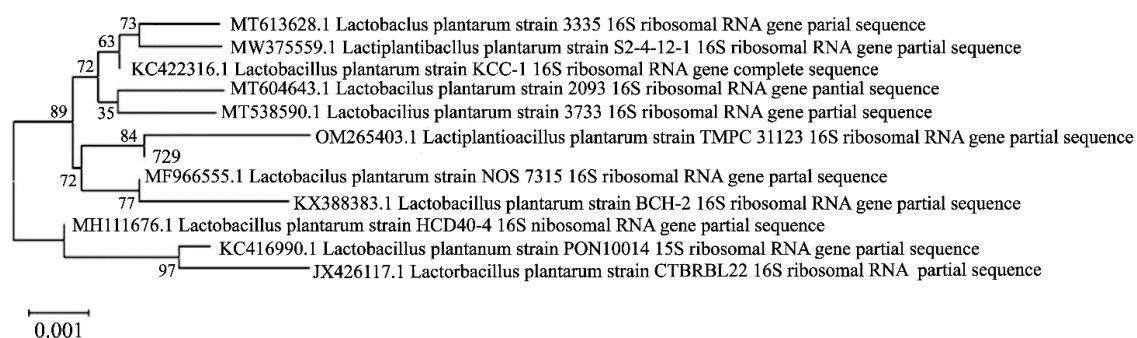 73
MT613628.1 Lactobaclus plantarum strain 3335 16S ribosomal RNA gene parial sequence
63
MW375559.1 Lactiplantibacllus plantarum strain S2-4-12-1 16S ribosomal RNA gene partial sequence
72
KC422316.1 Lactobacillus plantarum strain KCC-1 16S ribosomal RNA gene complete sequence
MT604643.1 Lactobacilus plantarum strain 2093 16S ribosomal RNA gene pantial sequence
89
35
MT538590.1 Lactobacilius plantarum strain 3733 16S ribosomal RNA gene partial sequence
84
OM265403.1 Lactiplantioacillus plantarum strain TMPC 31123 16S ribosomal RNA gene partial sequence
729
72
MF966555.1 Lactobacilus plantarum strain NOS 7315 16S ribosomal RNA gene partal sequence
77
KX388383.1 Lactobacillus plantarum strain BCH-2 16S ribosomal RNA gene partial sequence
MH111676.1 Lactobacillus plantarum strain HCD40-4 16S nibosomal RNA gene partial sequence
KC416990.1 Lactobacillus plantanum strain PON10014 15S ribosomal RNA gene partial sequence
97
JX426117.1 Lactorbacillus plantarum strain CTBRBL22 16S ribosomal RNA partial sequence
0.001